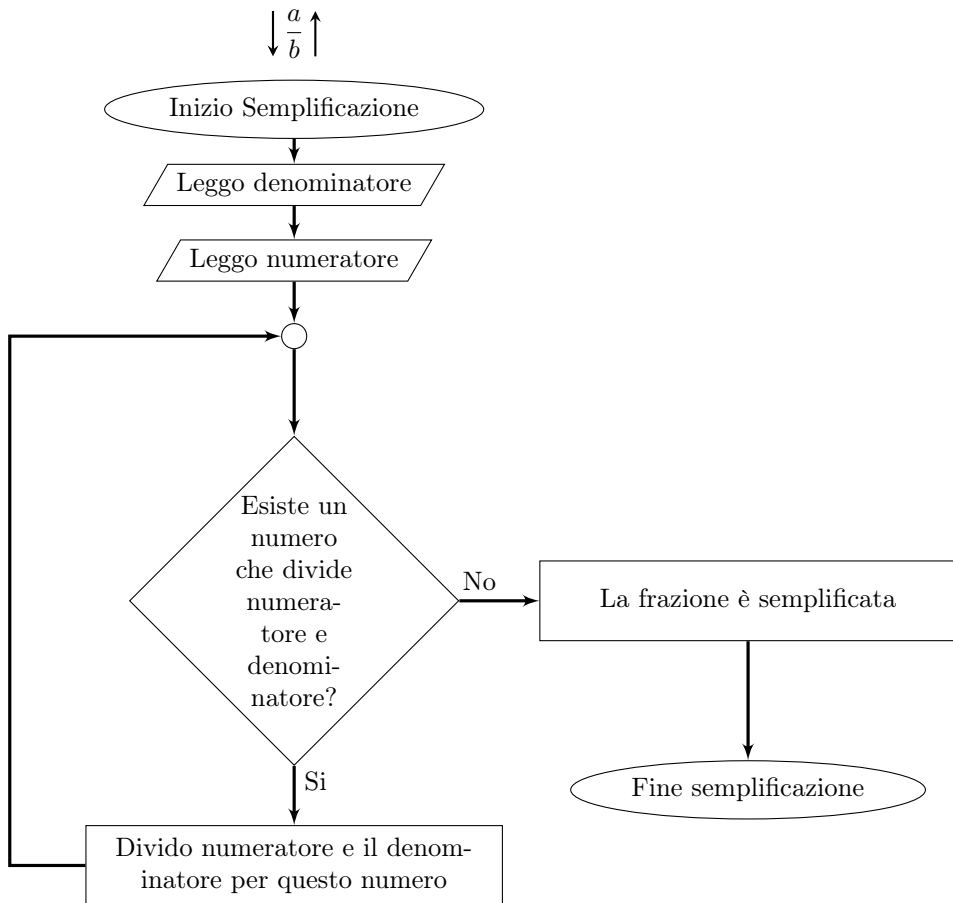 a
b
Inizio Semplificazione
Leggo denominatore
Leggo numeratore
Esiste un
numero
che divide
numera-
tore e
denomi-
natore?
No
La frazione è semplificata
Si
Fine semplificazione
Divido numeratore e il denom-
inatore per questo numero